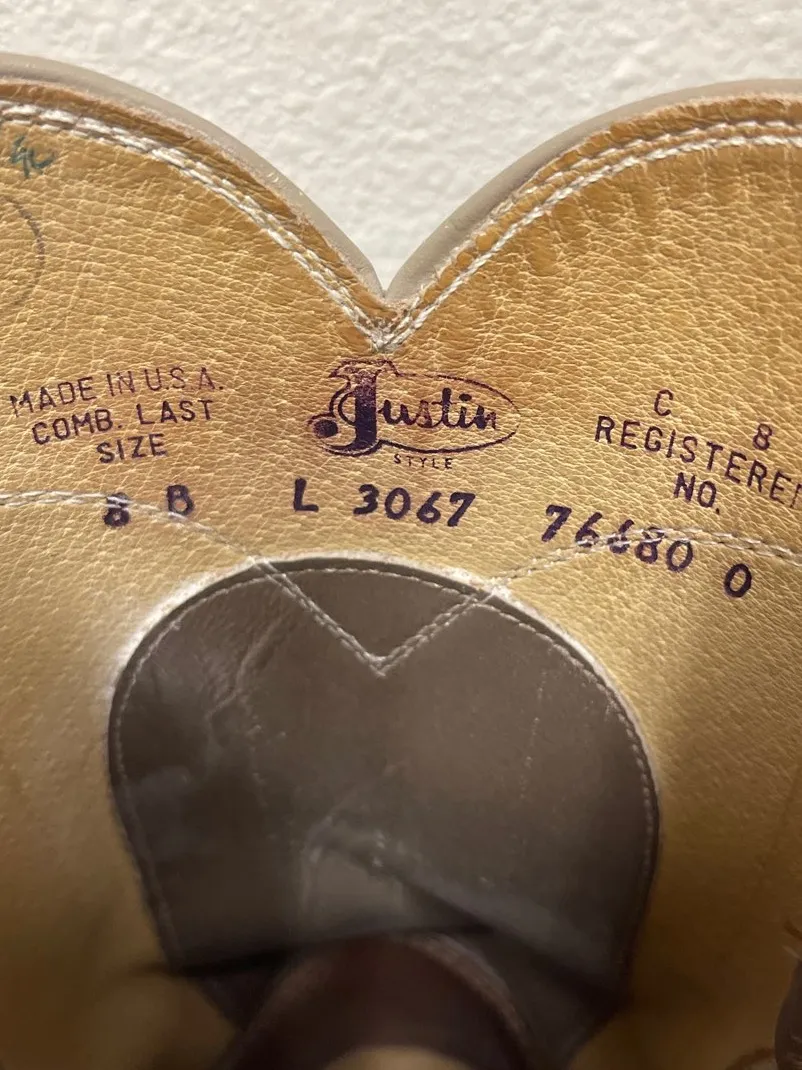 MADE IN U.S.A.
COMB. LAST
SIZE
8 B
Justin
STYLE
L 3067
C 8
REGISTERED
NO.
76680 0